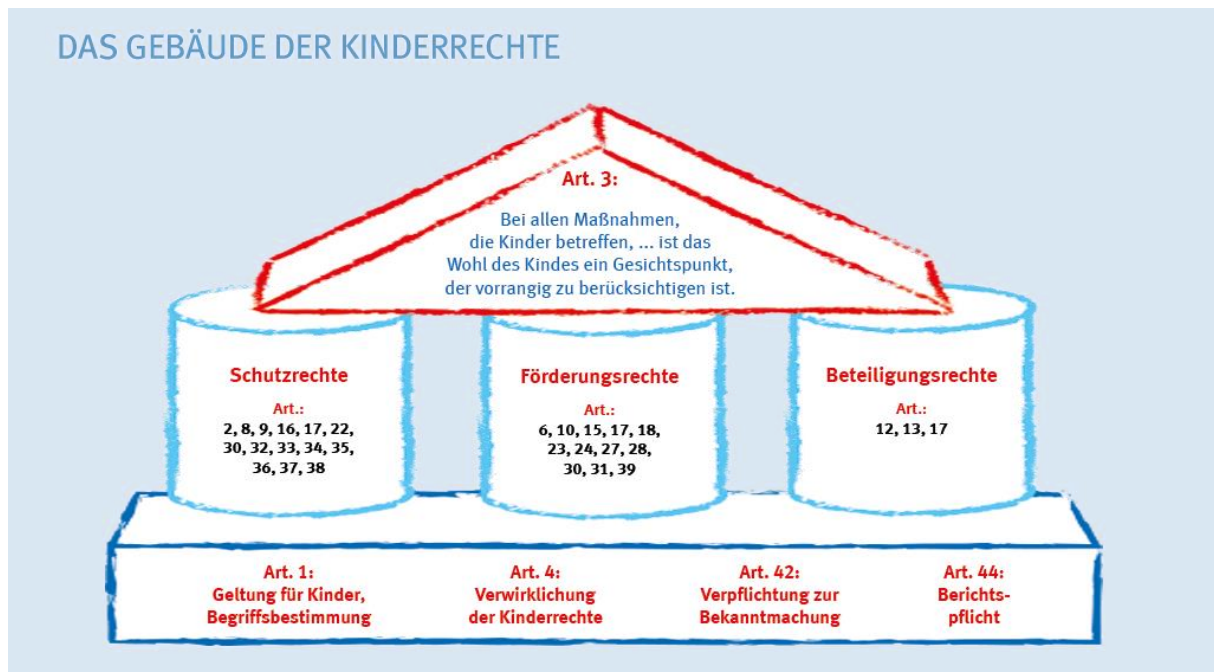 DAS GEBÄUDE DER KINDERRECHTE
Art. 3:
Bei allen Maßnahmen,
die Kinder betreffen, ... ist das
Wohl des Kindes ein Gesichtspunkt,
der vorrangig zu berücksichtigen ist.
Schutzrechte
Art.:
2, 8, 9, 16, 17, 22,
30, 32, 33, 34, 35,
36, 37, 38
Förderungsrechte
Art.:
6, 10, 15, 17, 18,
23, 24, 27, 28,
30, 31, 39
Beteiligungsrechte
Art.:
12, 13, 17
Art. 1:
Geltung für Kinder,
Begriffsbestimmung
Art. 4:
Verwirklichung
der Kinderrechte
Art. 42:
Verpflichtung zur
Bekanntmachung
Art. 44:
Berichts-
pflicht